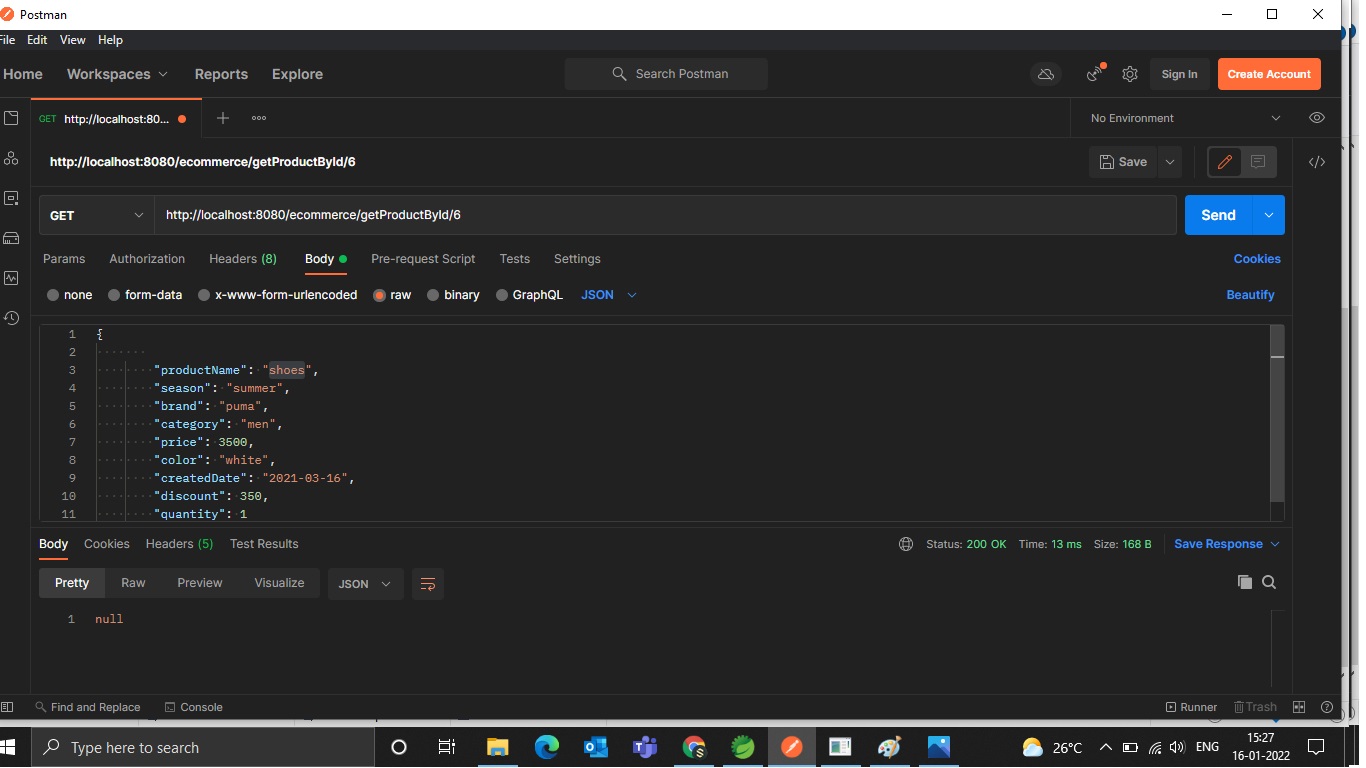 Postman
File Edit View Help
Home Workspaces Reports Explore Search Postman Sign In Create Account
GET http://localhost:80... No Environment
http://localhost:8080/ecommerce/getProductById/6 Save
GET http://localhost:8080/ecommerce/getProductById/6 Send
Params Authorization Headers (8) Body Pre-request Script Tests Settings Cookies
none form-data x-www-form-urlencoded raw binary GraphQL JSON Beautify
1 {
2
3 "productName": "shoes",
4 "season": "summer",
5 "brand": "puma",
6 "category": "men",
7 "price": 3500,
8 "color": "white",
9 "createdDate": "2021-03-16",
10 "discount": 350,
11 "quantity": 1
Body Cookies Headers (5) Test Results Status: 200 OK Time: 13 ms Size: 168 B Save Response
Pretty Raw Preview Visualize JSON
1 null
Find and Replace Console Runner Trash
Type here to search 26°C ENG 15:27
16-01-2022